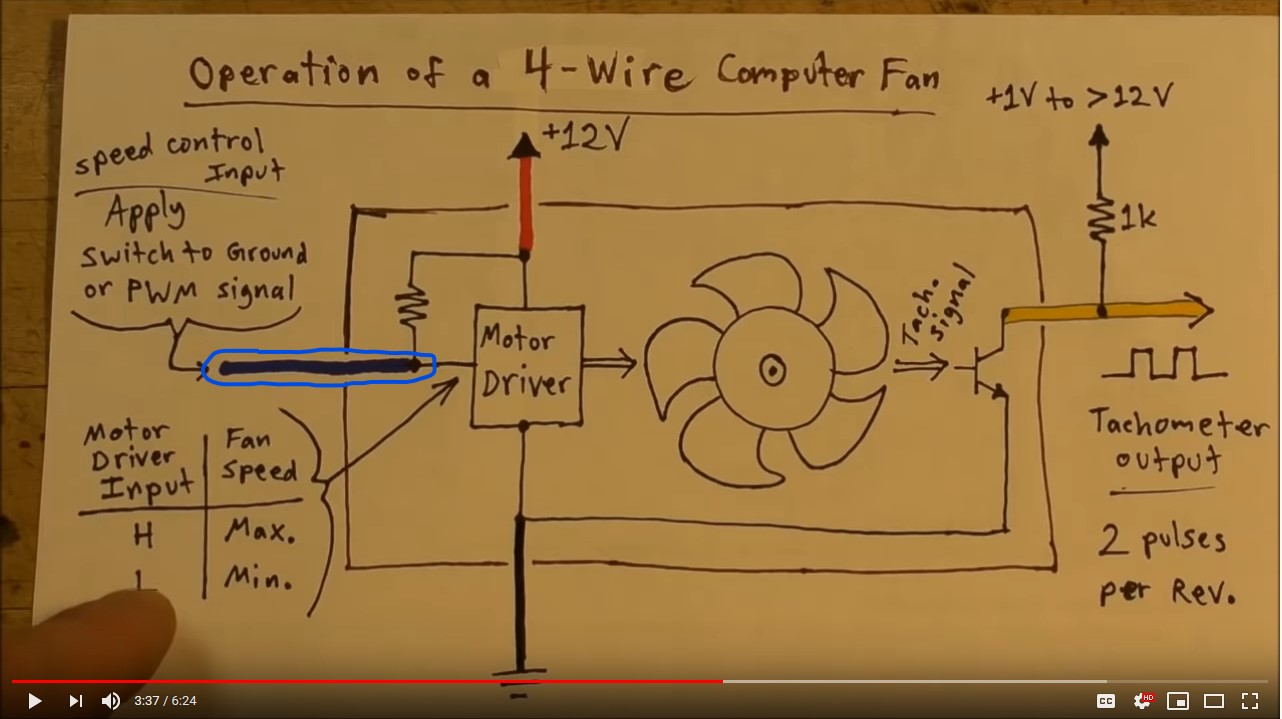 Operation of a 4-Wire Computer Fan
+1V to >12V
+12V
speed control
Input
Apply
Switch to Ground
or PWM signal
1k
Motor
Driver
Tach.
signal
Motor
Driver
Input
Fan
Speed
H
Max.
L
Min.
Tachometer
output
2 pulses
per Rev.
3:37 / 6:24
CC
HD